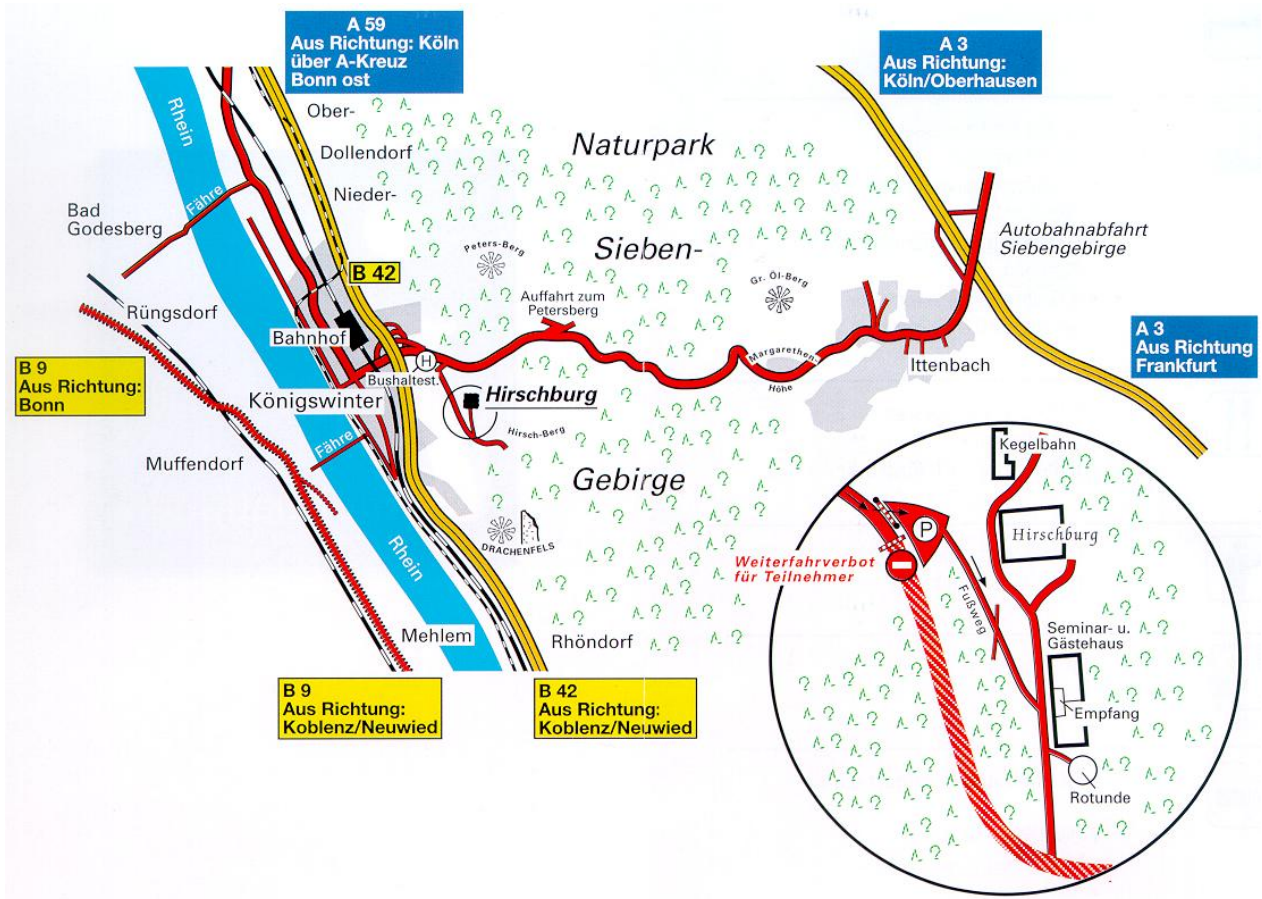 A 59
Aus Richtung: Köln
über A-Kreuz
Bonn ost
A 3
Aus Richtung:
Köln/Oberhausen
Rhein
Ober-
Dollendorf
Nieder-
Naturpark
Sieben-
Gebirge
Fähre
Bad
Godesberg
Peters-Berg
Gr. Öl-Berg
Autobahnabfahrt
Siebengebirge
B 42
Auffahrt zum
Petersberg
Rüngsdorf
Bahnhof
H
Bushaltest.
Margarethen-
Höhe
Ittenbach
A 3
Aus Richtung
Frankfurt
B 9
Aus Richtung:
Bonn
Königswinter
Hirschburg
Hirsch-Berg
Fähre
Muffendorf
DRACHENFELS
Rhein
Mehlem
Rhöndorf
B 9
Aus Richtung:
Koblenz/Neuwied
B 42
Aus Richtung:
Koblenz/Neuwied
Kegelbahn
P
Hirschburg
Weiterfahrverbot
für Teilnehmer
Fußweg
Seminar- u.
Gästehaus
Empfang
Rotunde